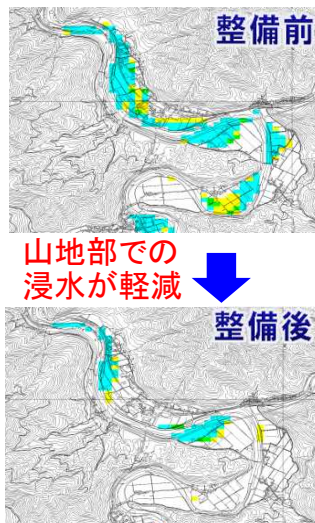 整備前
山地部での
浸水が軽減
整備後